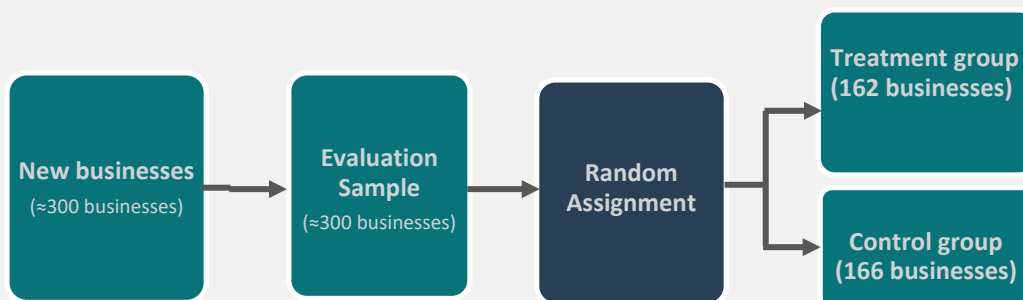 New businesses
(≈300 businesses)
Evaluation
Sample
(≈300 businesses)
Random
Assignment
Treatment group
(162 businesses)
Control group
(166 businesses)